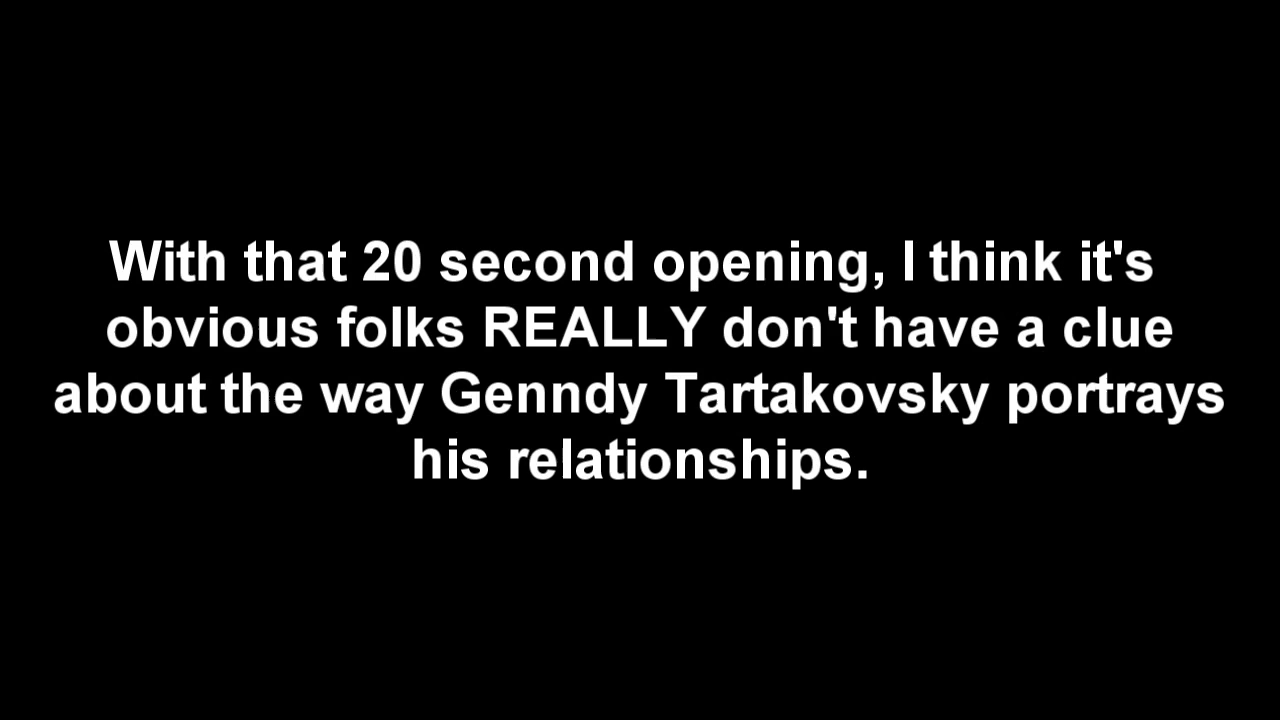 With that 20 second opening, I think it's
obvious folks REALLY don't have a clue
about the way Genndy Tartakovsky portrays
his relationships.